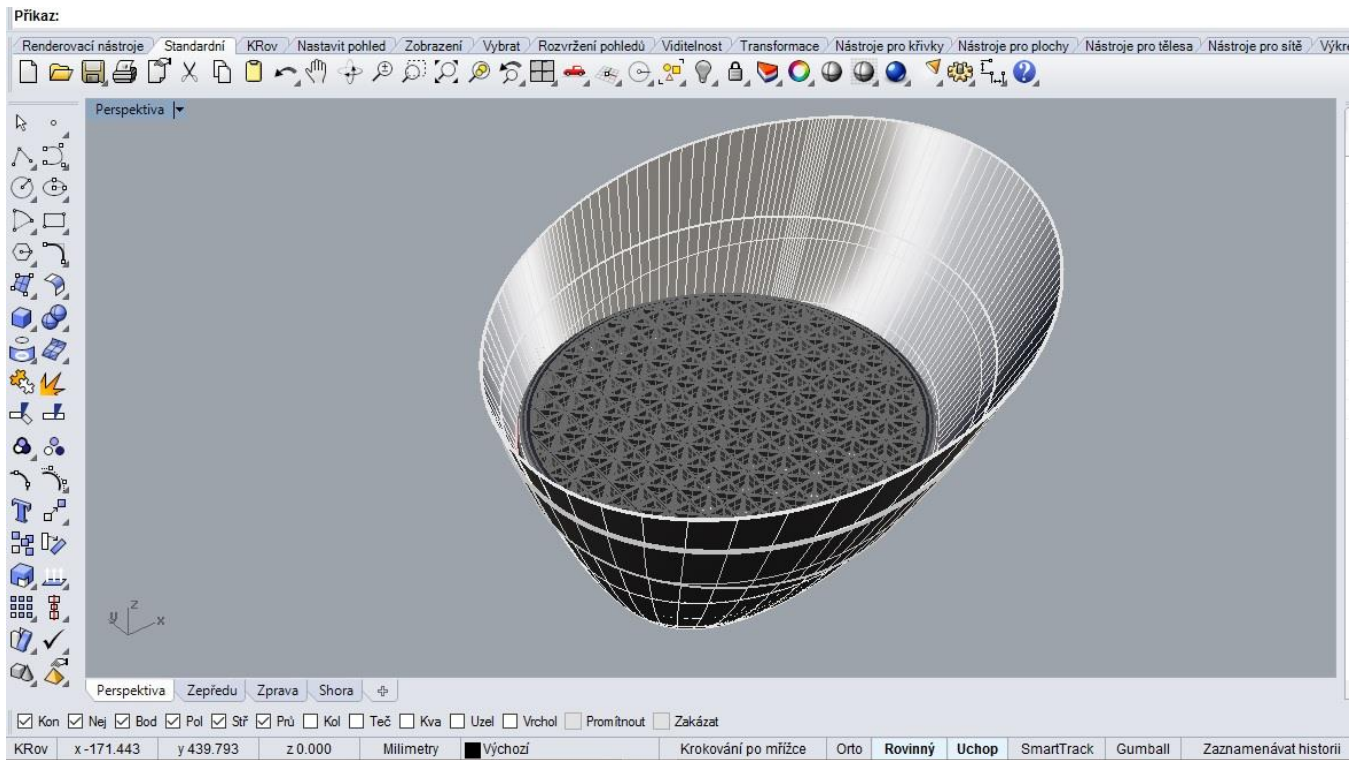 Příkaz:
Renderovací nástroje Standardní KRov Nastavit pohled Zobrazení Vybrat Rozvržení pohledů Viditelnost Transformace Nástroje pro křivky Nástroje pro plochy Nástroje pro tělesa Nástroje pro sítě Výkre
Perspektiva
z
y x
Perspektiva Zepředu Zprava Shora
Kon Nej Bod Pol Stř Prů Kol Teč Kva Uzel Vrchol Promítnout Zakázat
KRov x -171.443 y 439.793 z 0.000 Milimetry Výchozí Krokování po mřížce Orto Rovinný Uchop SmartTrack Gumball Zaznamenávat historii